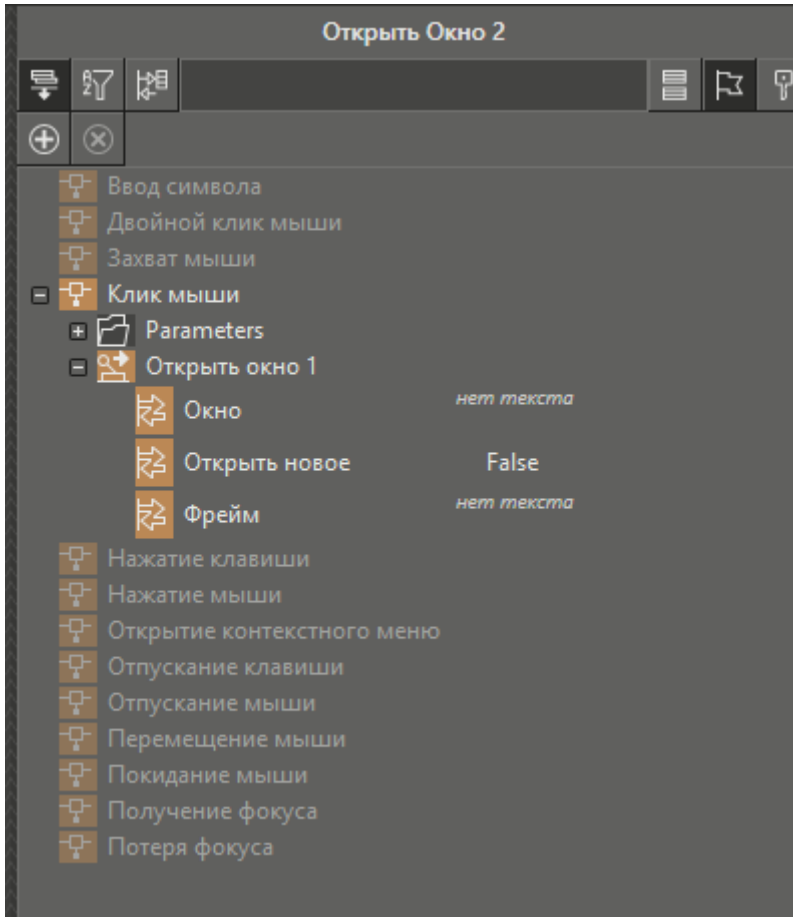 Открыть Окно 2
Ввод символа
Двойной клик мыши
Захват мыши
Клик мыши
Parameters
Открыть окно 1
Окно нет текста
Открыть новое False
Фрейм нет текста
Нажатие клавиши
Нажатие мыши
Открытие контекстного меню
Отпускание клавиши
Отпускание мыши
Перемещение мыши
Покидание мыши
Получение фокуса
Потеря фокуса